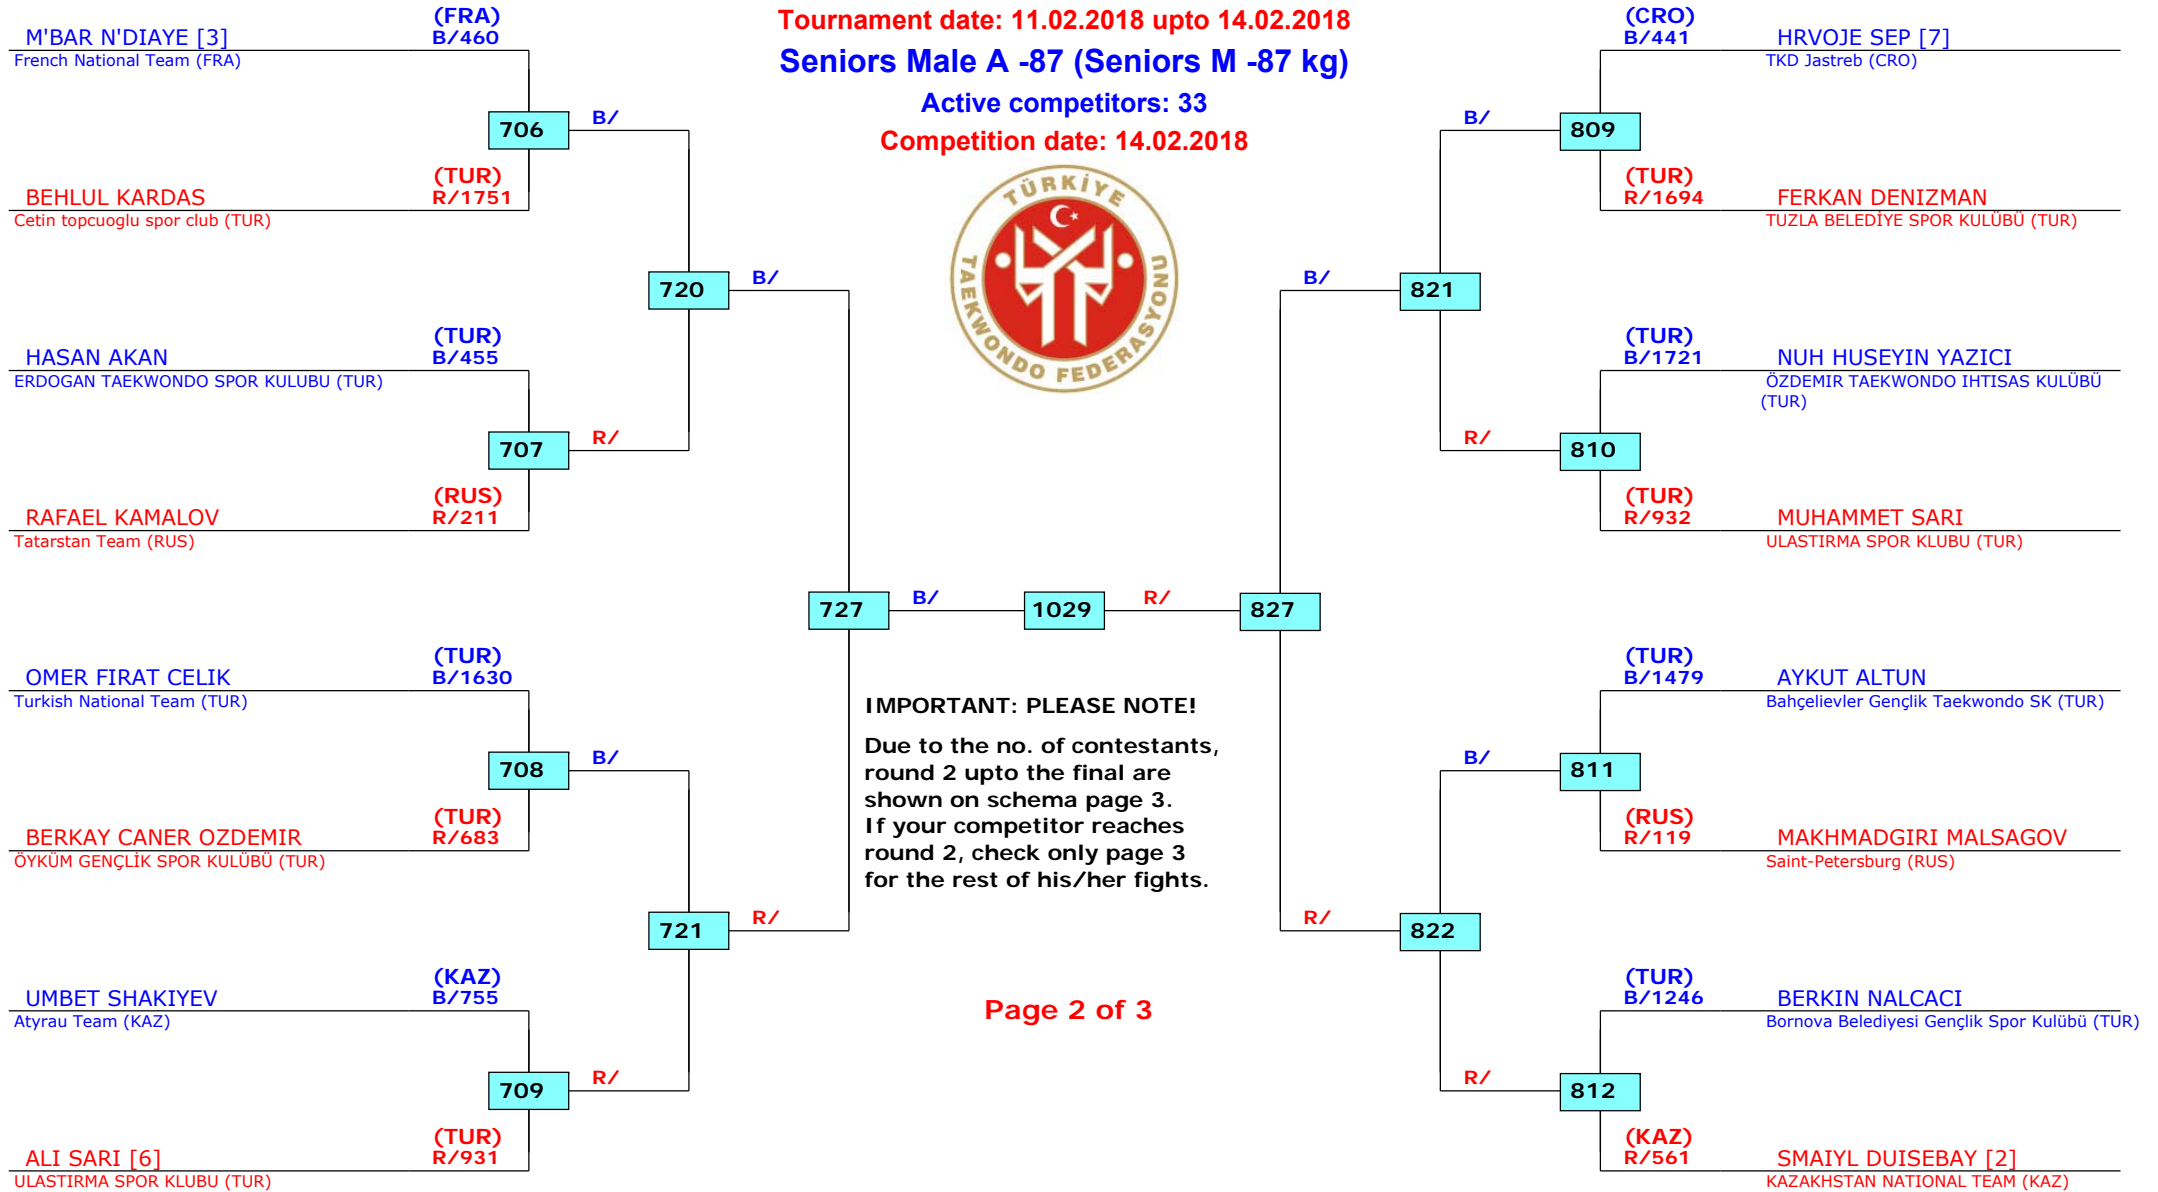 Tournament date: 11.02.2018 upto 14.02.2018
Seniors Male A -87 (Seniors M -87 kg)
Active competitors: 33
Competition date: 14.02.2018
TÜRKİYE
TAEKWONDO FEDERASYONU
(FRA)
M'BAR N'DIAYE [3] B/460
French National Team (FRA)
706 B/
(TUR)
BEHLUL KARDAS R/1751
Cetin topcuoglu spor club (TUR)
720 B/
(TUR)
HASAN AKAN B/455
ERDOGAN TAEKWONDO SPOR KULUBU (TUR)
707 R/
(RUS)
RAFAEL KAMALOV R/211
Tatarstan Team (RUS)
727 B/ 1029 R/ 827
(TUR)
OMER FIRAT CELIK B/1630
Turkish National Team (TUR)
708 B/
(TUR)
BERKAY CANER OZDEMIR R/683
ÖYKÜM GENÇLİK SPOR KULÜBÜ (TUR)
721 R/
(KAZ)
UMBET SHAKIYEV B/755
Atyrau Team (KAZ)
709 R/
(TUR)
ALI SARI [6] R/931
ULASTIRMA SPOR KLUBU (TUR)
IMPORTANT: PLEASE NOTE!
Due to the no. of contestants,
round 2 upto the final are
shown on schema page 3.
If your competitor reaches
round 2, check only page 3
for the rest of his/her fights.
Page 2 of 3
(CRO)
B/441 HRVOJE SEP [7]
TKD Jastreb (CRO)
B/ 809
(TUR)
R/1694 FERKAN DENIZMAN
TUZLA BELEDİYE SPOR KULÜBÜ (TUR)
B/ 821
(TUR)
B/1721 NUH HUSEYIN YAZICI
ÖZDEMIR TAEKWONDO IHTISAS KULÜBÜ
(TUR)
R/ 810
(TUR)
R/932 MUHAMMET SARI
ULASTIRMA SPOR KLUBU (TUR)
(TUR)
B/1479 AYKUT ALTUN
Bahçelievler Gençlik Taekwondo SK (TUR)
B/ 811
(RUS)
R/119 MAKHMADGIRI MALSAGOV
Saint-Petersburg (RUS)
R/ 822
(TUR)
B/1246 BERKIN NALCACI
Bornova Belediyesi Gençlik Spor Kulübü (TUR)
R/ 812
(KAZ)
R/561 SMAIYL DUISEBAY [2]
KAZAKHSTAN NATIONAL TEAM (KAZ)